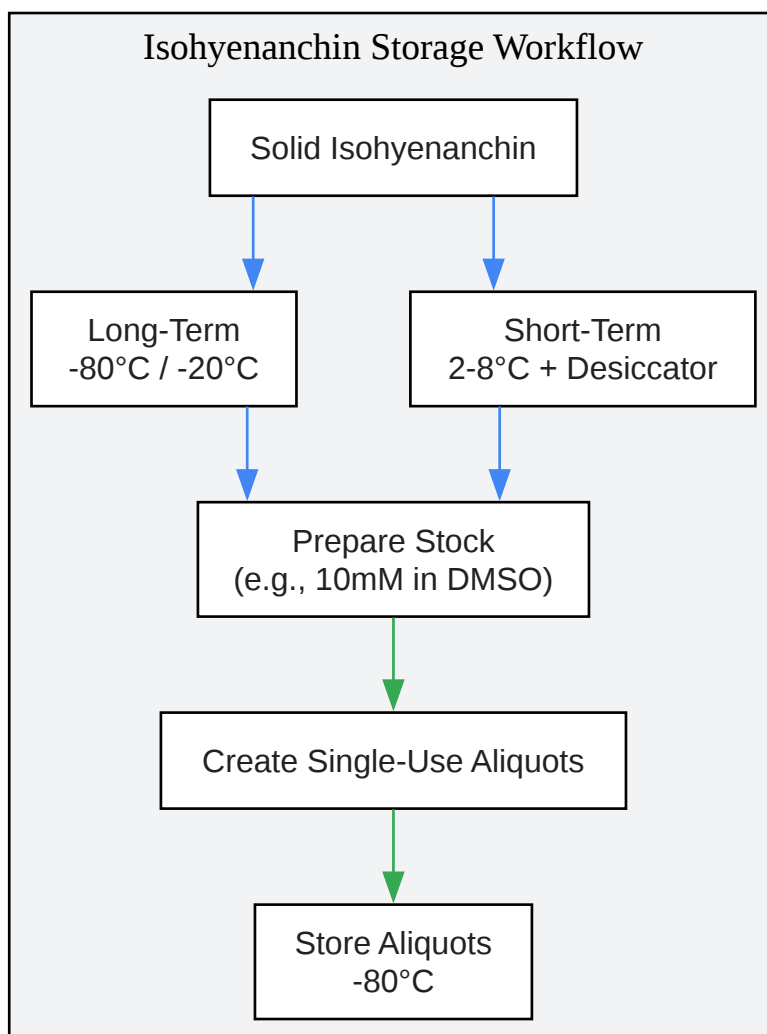 Isohyenanchin Storage Workflow
Solid Isohyenanchin
Long-Term
-80°C / -20°C
Short-Term
2-8°C + Desiccator
Prepare Stock
(e.g., 10mM in DMSO)
Create Single-Use Aliquots
Store Aliquots
-80°C